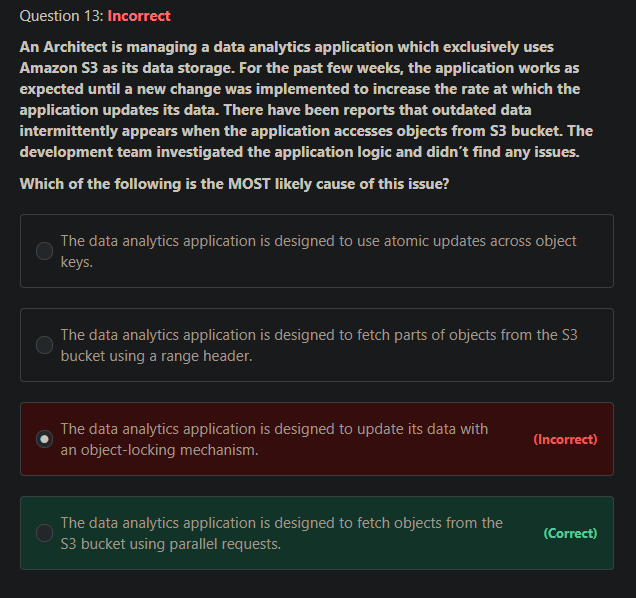 Question 13: Incorrect
An Architect is managing a data analytics application which exclusively uses
Amazon S3 as its data storage. For the past few weeks, the application works as
expected until a new change was implemented to increase the rate at which the
application updates its data. There have been reports that outdated data
intermittently appears when the application accesses objects from S3 bucket. The
development team investigated the application logic and didn’t find any issues.
Which of the following is the MOST likely cause of this issue?
The data analytics application is designed to use atomic updates across object
keys.
The data analytics application is designed to fetch parts of objects from the S3
bucket using a range header.
The data analytics application is designed to update its data with
an object-locking mechanism.
(Incorrect)
The data analytics application is designed to fetch objects from the
S3 bucket using parallel requests.
(Correct)